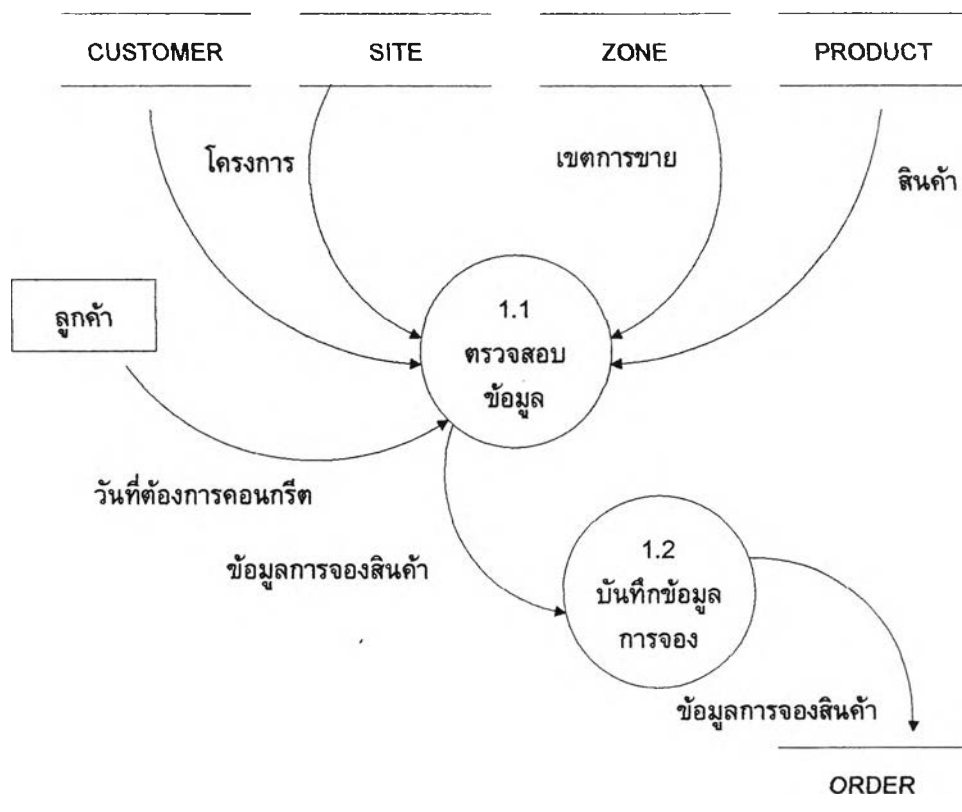 CUSTOMER SITE ZONE PRODUCT
โครงการ
เขตการขาย
สินค้า
ลูกค้า
1.1
ตรวจสอบ
ข้อมูล
วันที่ต้องการคอนกรีต
ข้อมูลการจองสินค้า
1.2
บันทึกข้อมูล
การจอง
ข้อมูลการจองสินค้า
ORDER